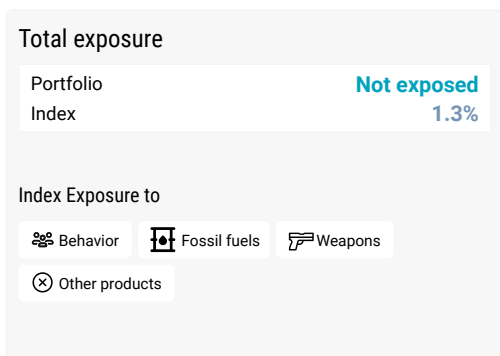 Total exposure
Portfolio Not exposed
Index 1.3%
Index Exposure to
Behavior Fossil fuels Weapons
Other products